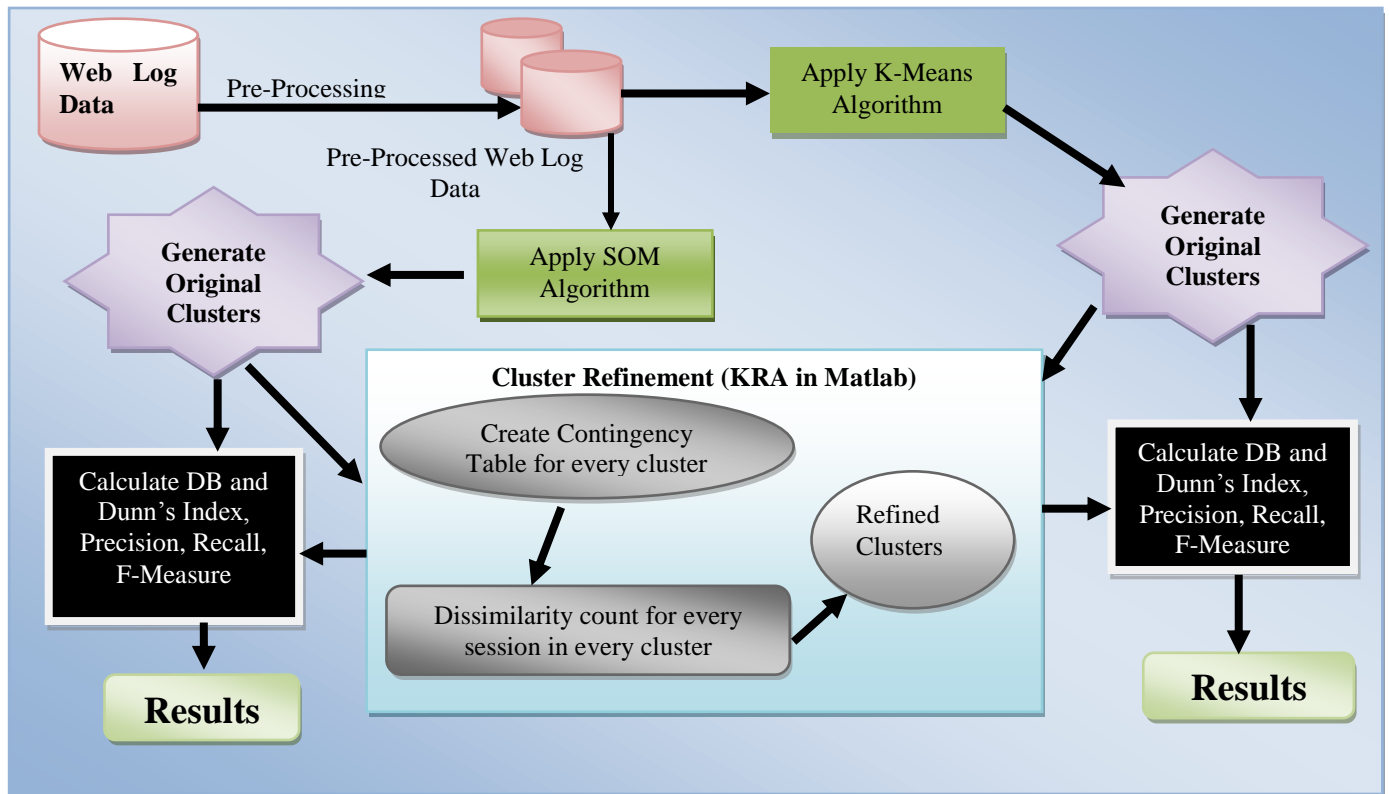 Web Log
Data
Pre-Processing
Apply K-Means
Algorithm
Pre-Processed Web Log
Data
Generate
Original
Clusters
Apply SOM
Algorithm
Generate
Original
Clusters
Cluster Refinement (KRA in Matlab)
Create Contingency
Table for every cluster
Refined
Clusters
Dissimilarity count for every
session in every cluster
Calculate DB and
Dunn’s Index,
Precision, Recall,
F-Measure
Calculate DB and
Dunn’s Index,
Precision, Recall,
F-Measure
Results
Results